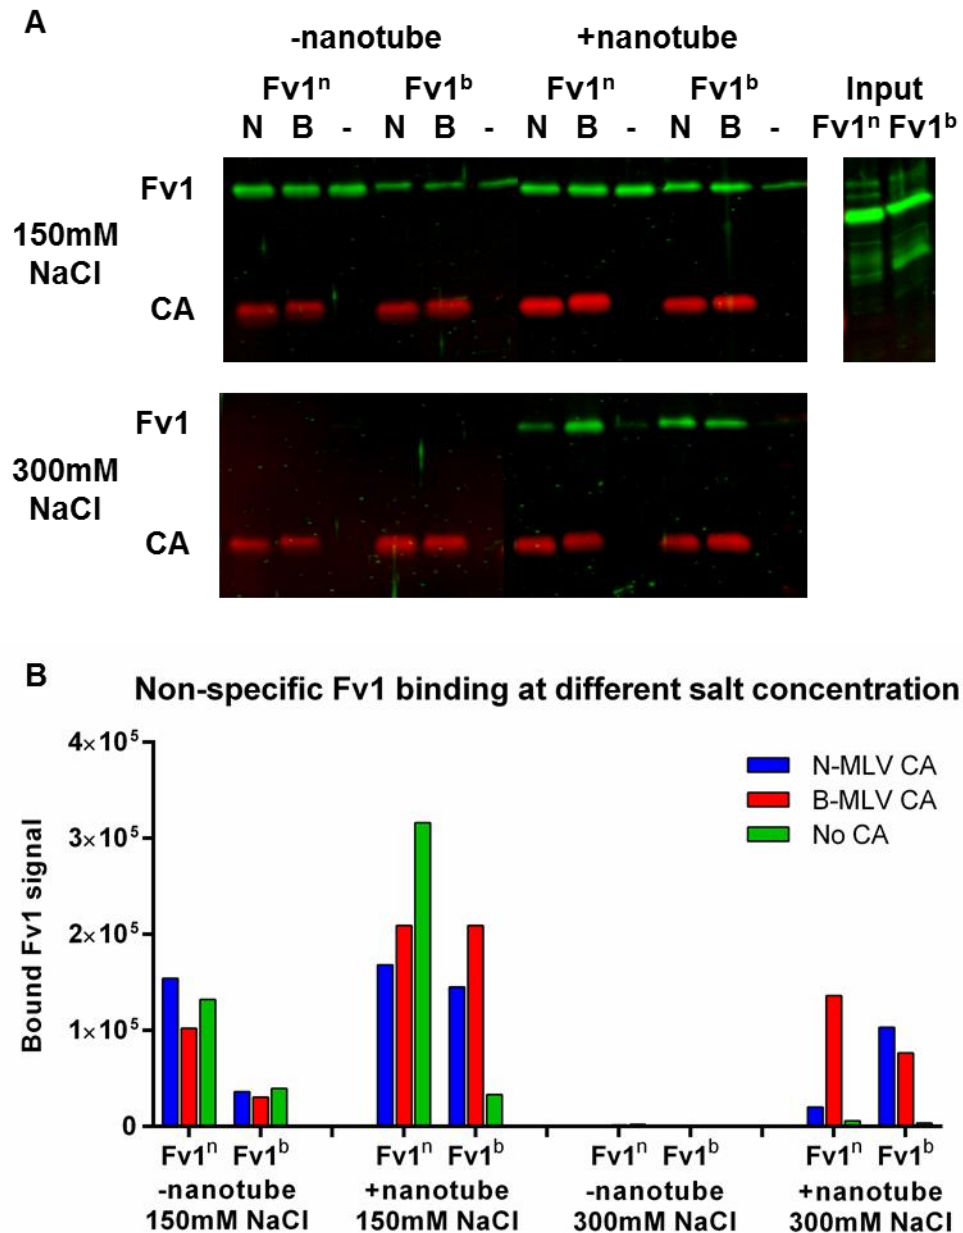 A
-nanotube +nanotube
Fv1ⁿ Fv1ᵇ Fv1ⁿ Fv1ᵇ Input
N B - N B - N B - N B - Fv1ⁿ Fv1ᵇ
Fv1
150mM
NaCl
CA
Fv1
300mM
NaCl
CA
B
Non-specific Fv1 binding at different salt concentration
4×10⁵
3×10⁵
2×10⁵
1×10⁵
0
Bound Fv1 signal
N-MLV CA
B-MLV CA
No CA
Fv1ⁿ Fv1ᵇ Fv1ⁿ Fv1ᵇ Fv1ⁿ Fv1ᵇ Fv1ⁿ Fv1ᵇ
-nanotube +nanotube -nanotube +nanotube
150mM NaCl 150mM NaCl 300mM NaCl 300mM NaCl